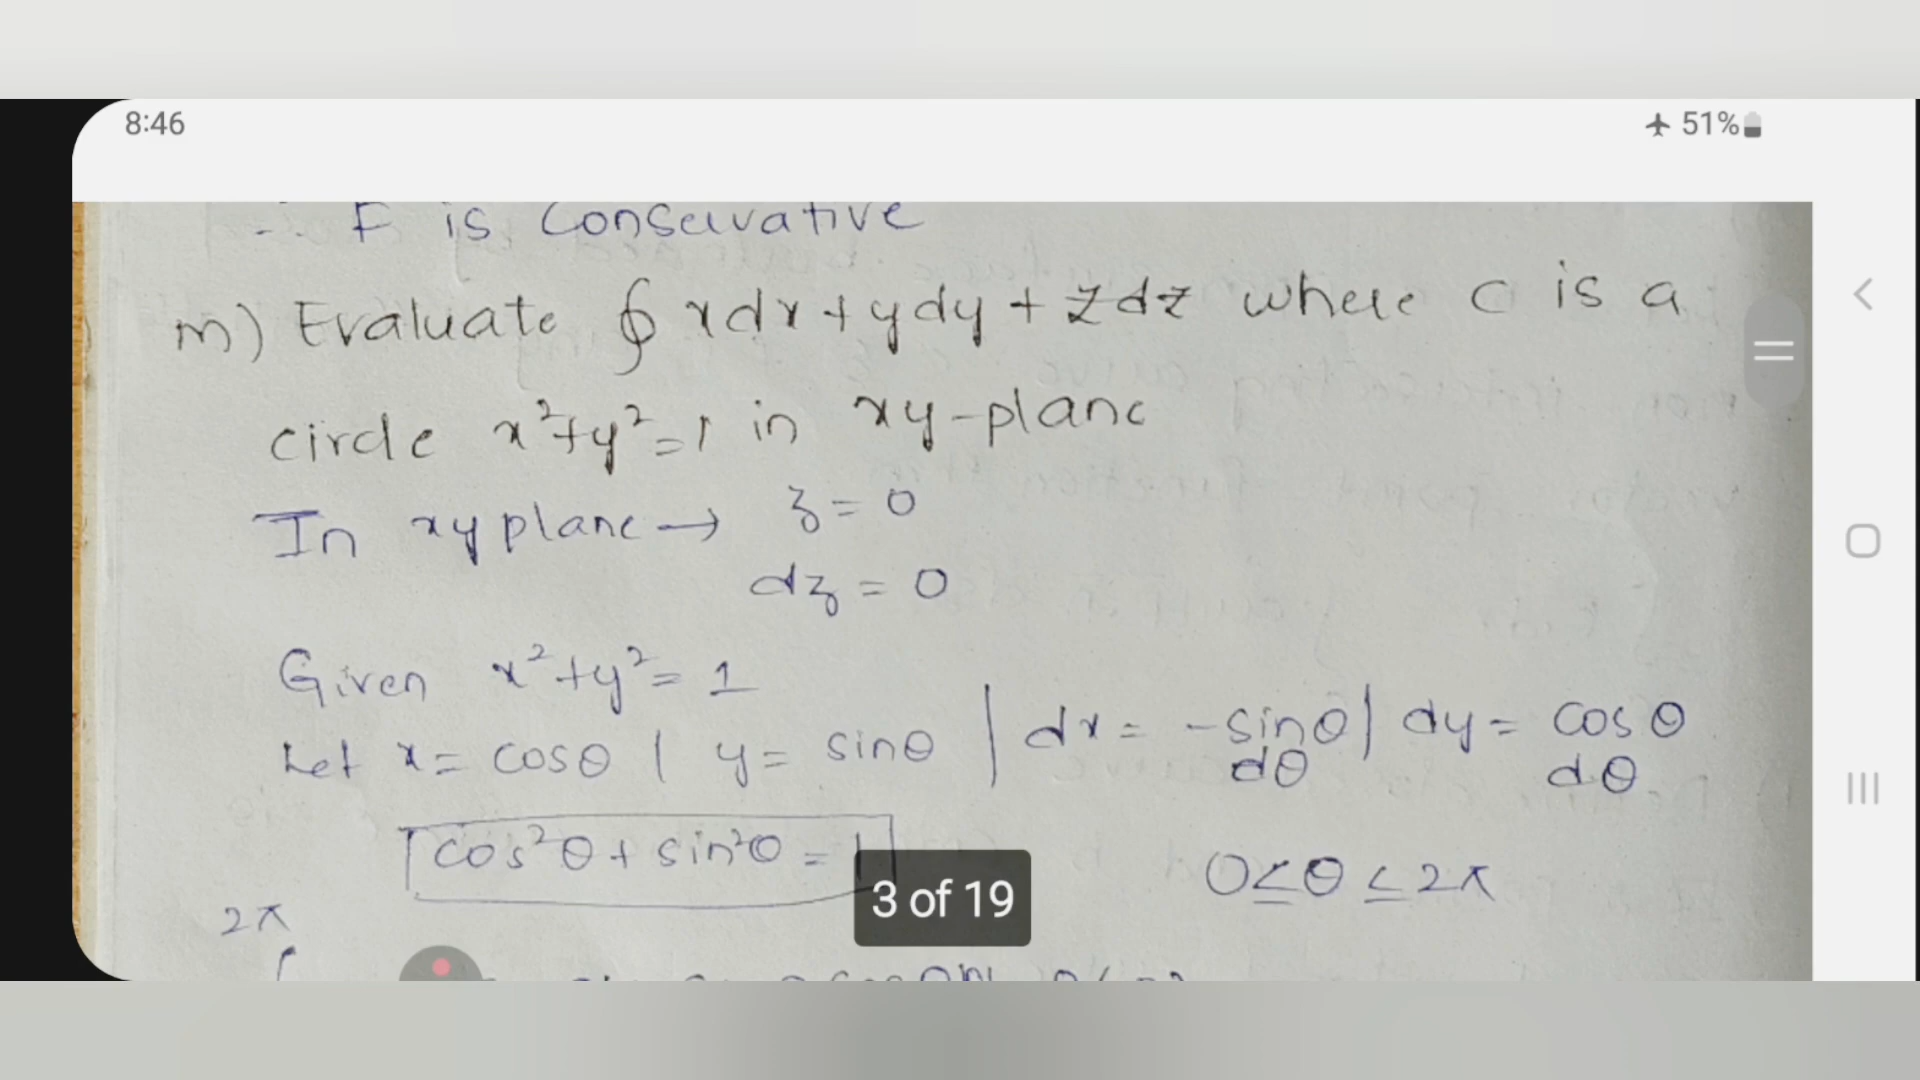 8:46
51%
∴ F is Conservative
m) Evaluate ∮ xdx + ydy + zdz where C is a
circle x²+y²=1 in xy-plane
In xy plane → z = 0
dz = 0
Given x²+y² = 1
Let x = cosθ | y = sinθ | dx = -sinθ dθ | dy = cosθ dθ
cos²θ + sin²θ = 1
0 ≤ θ ≤ 2π
3 of 19
2π
∫